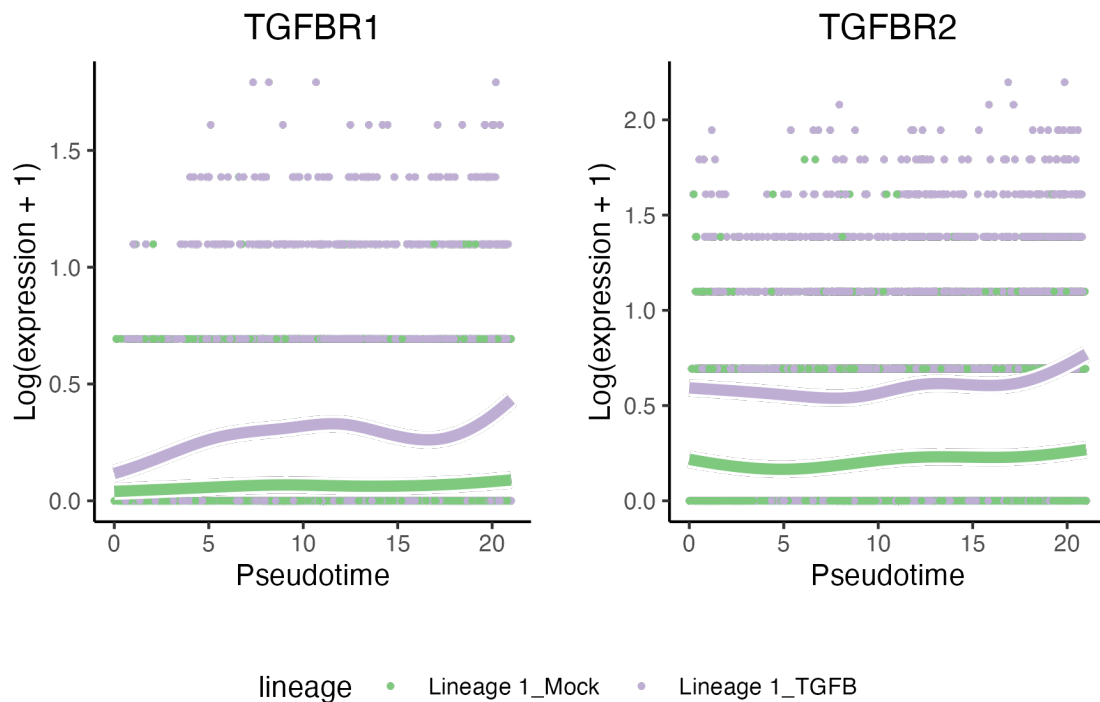 TGFBR1
TGFBR2
Log(expression + 1)
1.5
1.0
0.5
0.0
0 5 10 15 20
Pseudotime
Log(expression + 1)
2.0
1.5
1.0
0.5
0.0
0 5 10 15 20
Pseudotime
lineage Lineage 1_Mock Lineage 1_TGFB